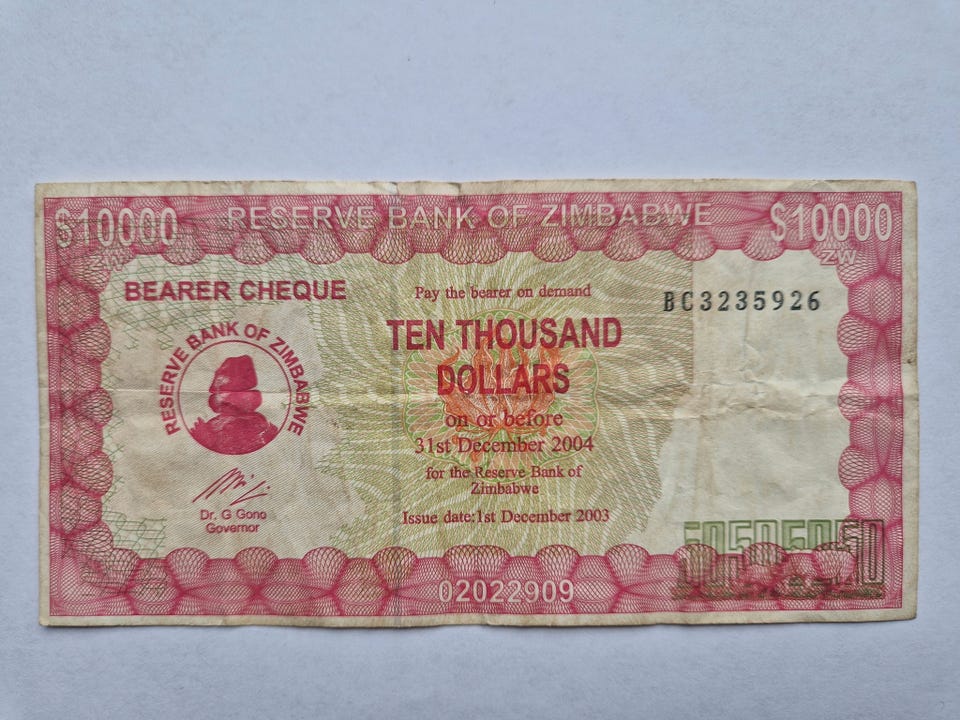 $10000 RESERVE BANK OF ZIMBABWE $10000
ZW ZW
BEARER CHEQUE
Pay the bearer on demand
BC3235926
TEN THOUSAND
DOLLARS
on or before
31st December 2004
for the Reserve Bank of
Zimbabwe
Issue date:1st December 2003
RESERVE BANK OF ZIMBABWE
Dr. G Gono
Governor
02022909